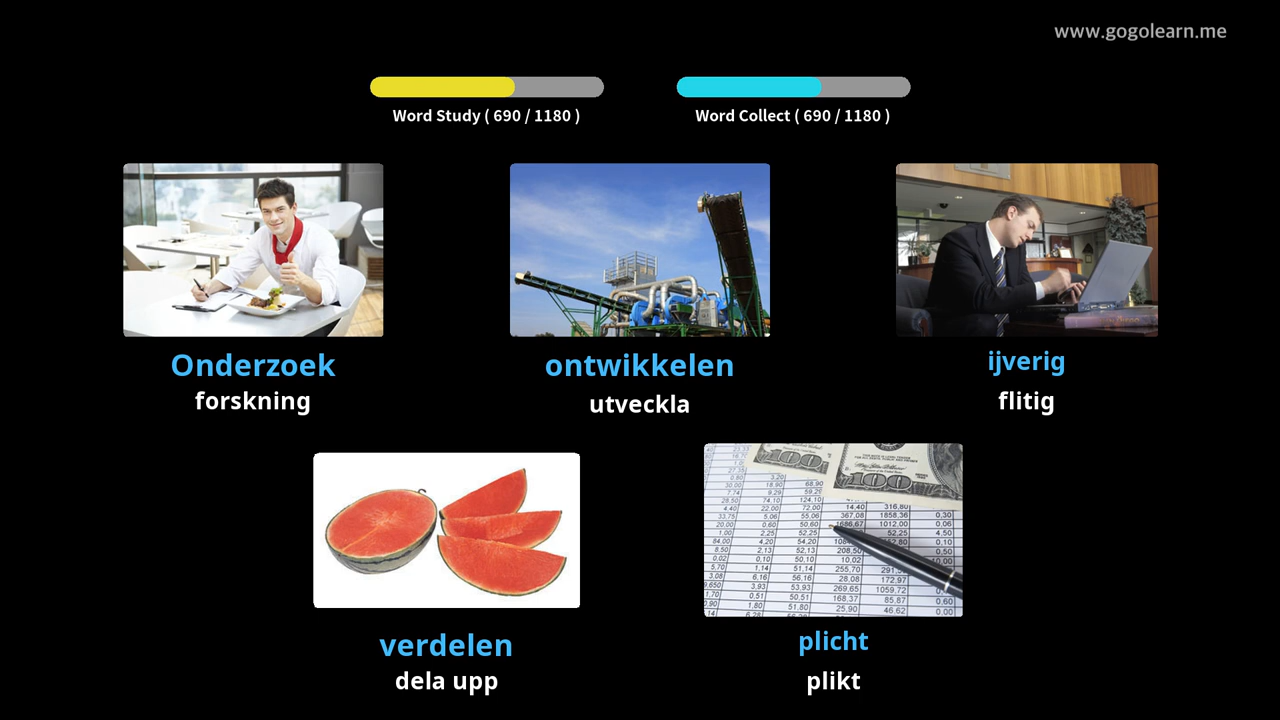 www.gogolearn.me
Word Study ( 690 / 1180 )
Word Collect ( 690 / 1180 )
Onderzoek
forskning
ontwikkelen
utveckla
ijverig
flitig
verdelen
dela upp
plicht
plikt